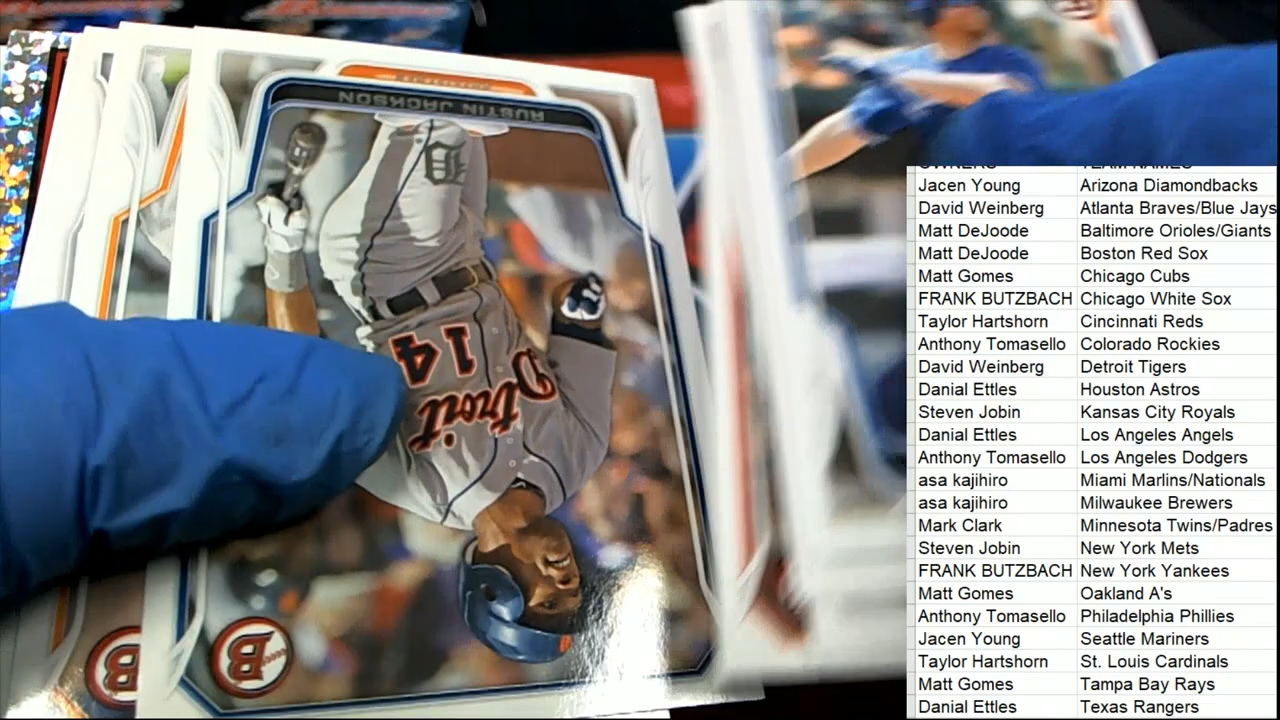 AUSTIN JACKSON
D
14
Detroit
B
B
OWNERS TEAM NAMES
Jacen Young Arizona Diamondbacks
David Weinberg Atlanta Braves/Blue Jays
Matt DeJoode Baltimore Orioles/Giants
Matt DeJoode Boston Red Sox
Matt Gomes Chicago Cubs
FRANK BUTZBACH Chicago White Sox
Taylor Hartshorn Cincinnati Reds
Anthony Tomasello Colorado Rockies
David Weinberg Detroit Tigers
Danial Ettles Houston Astros
Steven Jobin Kansas City Royals
Danial Ettles Los Angeles Angels
Anthony Tomasello Los Angeles Dodgers
asa kajihiro Miami Marlins/Nationals
asa kajihiro Milwaukee Brewers
Mark Clark Minnesota Twins/Padres
Steven Jobin New York Mets
FRANK BUTZBACH New York Yankees
Matt Gomes Oakland A's
Anthony Tomasello Philadelphia Phillies
Jacen Young Seattle Mariners
Taylor Hartshorn St. Louis Cardinals
Matt Gomes Tampa Bay Rays
Danial Ettles Texas Rangers